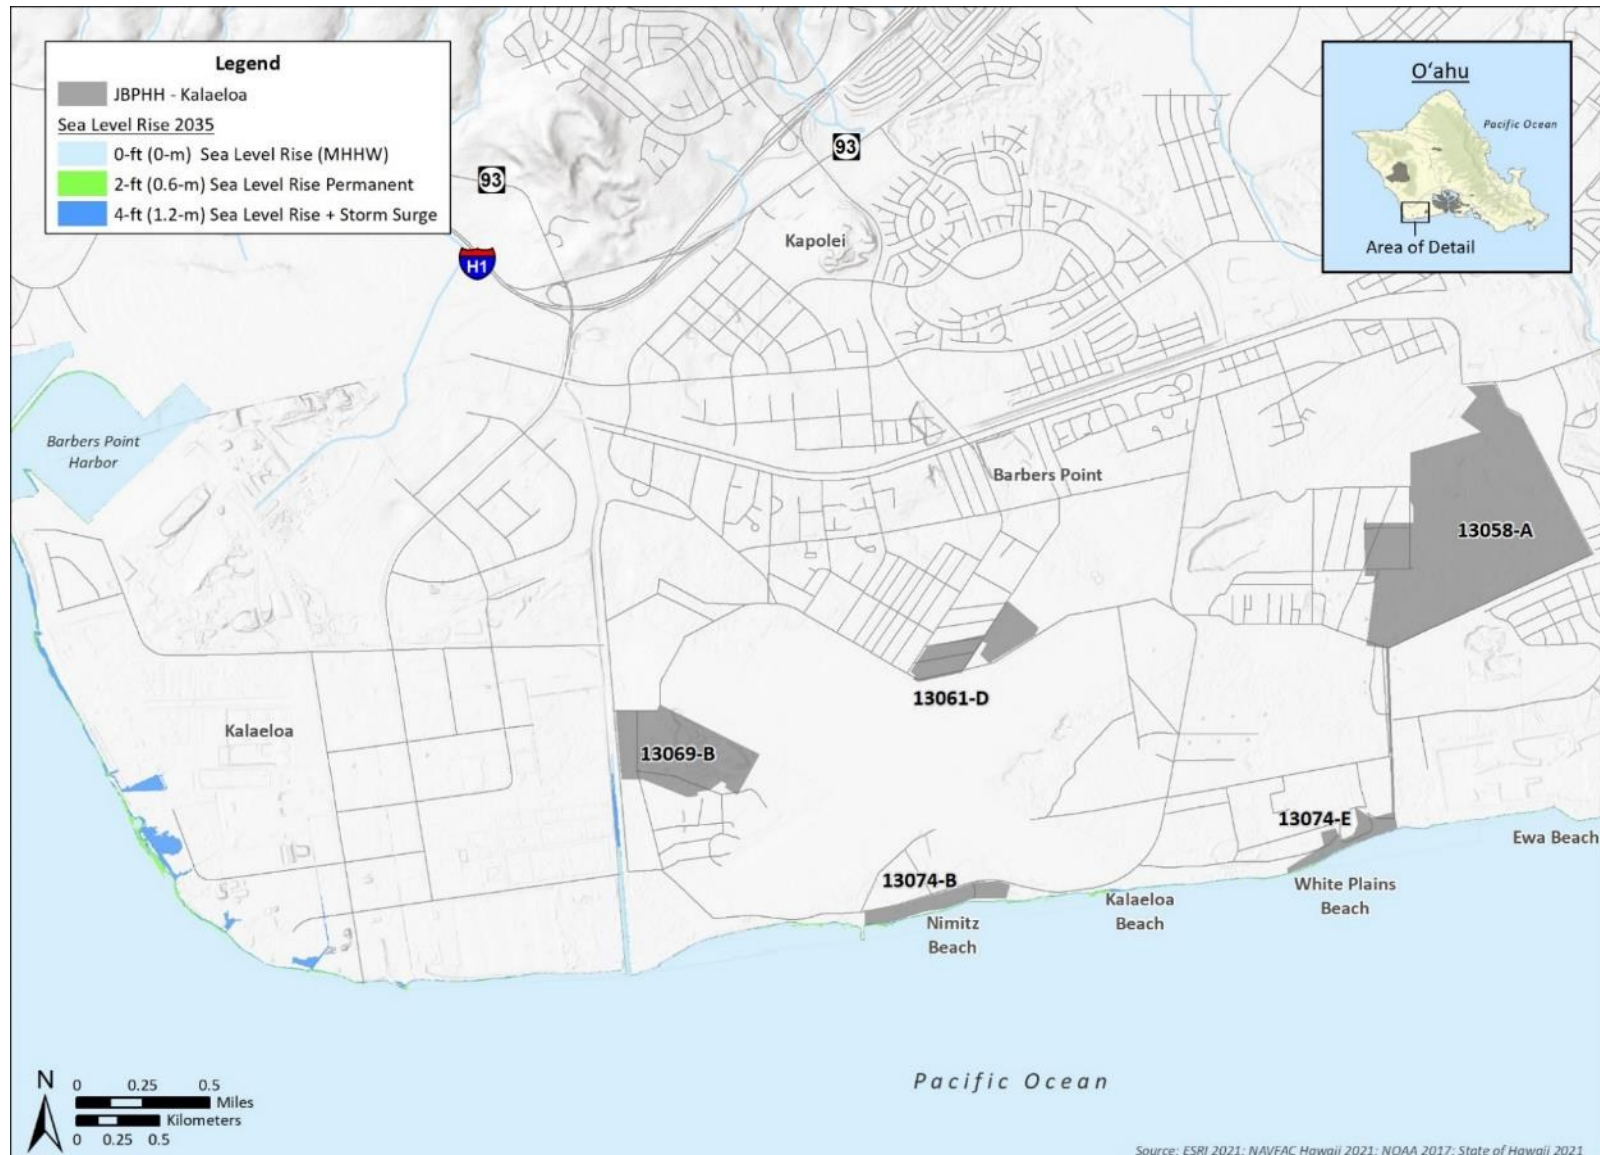 Legend
JBPHH - Kalaeloa
Sea Level Rise 2035
0-ft (0-m) Sea Level Rise (MHHW)
2-ft (0.6-m) Sea Level Rise Permanent
4-ft (1.2-m) Sea Level Rise + Storm Surge
O‘ahu
Pacific Ocean
Area of Detail
93
93
H1
Kapolei
Barbers Point
Harbor
Barbers Point
13058-A
13061-D
Kalaeloa
13069-B
13074-E
Ewa Beach
13074-B
White Plains
Beach
Kalaeloa
Beach
Nimitz
Beach
Pacific Ocean
N
0 0.25 0.5
Miles
Kilometers
0 0.25 0.5
Source: ESRI 2021; NAVFAC Hawaii 2021; NOAA 2017; State of Hawaii 2021